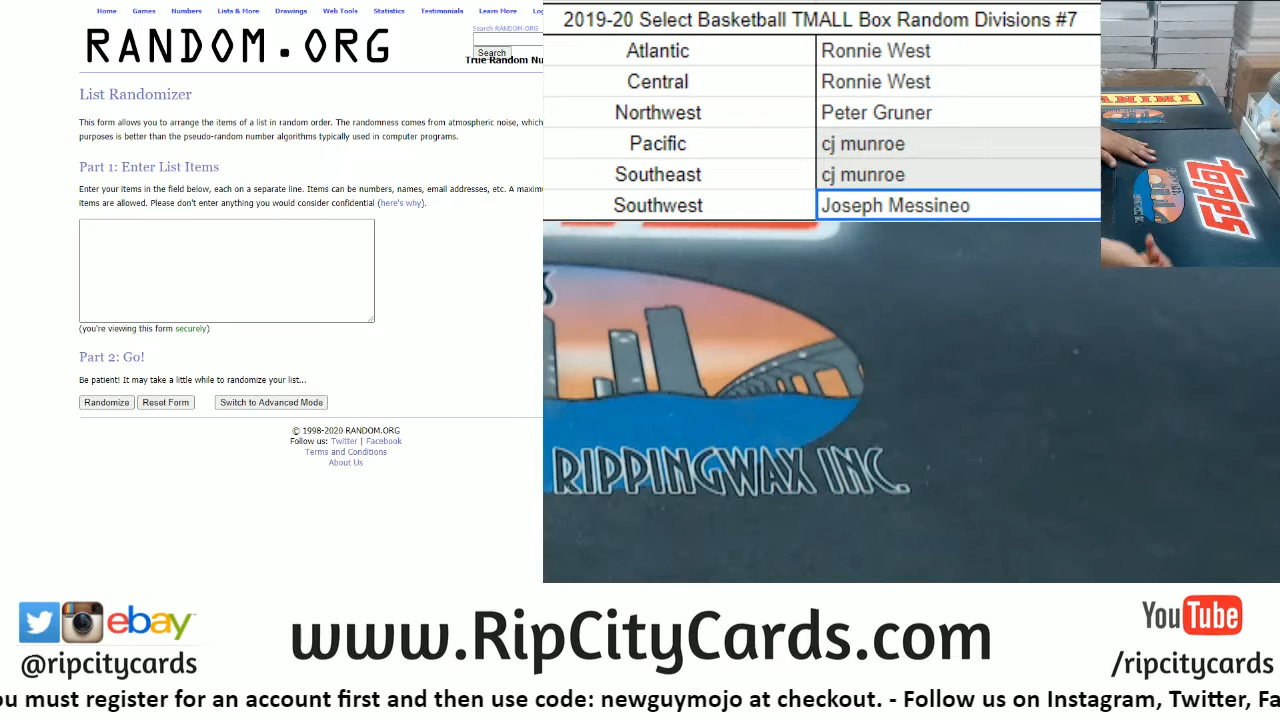 Home Games Numbers Lists & More Drawings Web Tools Statistics Testimonials Learn More
RANDOM.ORG
Search RANDOM.ORG
Search
True Random Nu
List Randomizer
This form allows you to arrange the items of a list in random order. The randomness comes from atmospheric noise, which
purposes is better than the pseudo-random number algorithms typically used in computer programs.
Part 1: Enter List Items
Enter your items in the field below, each on a separate line. Items can be numbers, names, email addresses, etc. A maxim
items are allowed. Please don't enter anything you would consider confidential (here's why).
(you're viewing this form securely)
Part 2: Go!
Be patient! It may take a little while to randomize your list...
Randomize Reset Form Switch to Advanced Mode
© 1998-2020 RANDOM.ORG
Follow us: Twitter | Facebook
Terms and Conditions
About Us
2019-20 Select Basketball TMALL Box Random Divisions #7
Atlantic Ronnie West
Central Ronnie West
Northwest Peter Gruner
Pacific cj munroe
Southeast cj munroe
Southwest Joseph Messineo
PANINI
topps
RIPPINGWAX INC.
ebay
@ripcitycards
www.RipCityCards.com
YouTube
/ripcitycards
ou must register for an account first and then use code: newguymojo at checkout. - Follow us on Instagram, Twitter, Fa